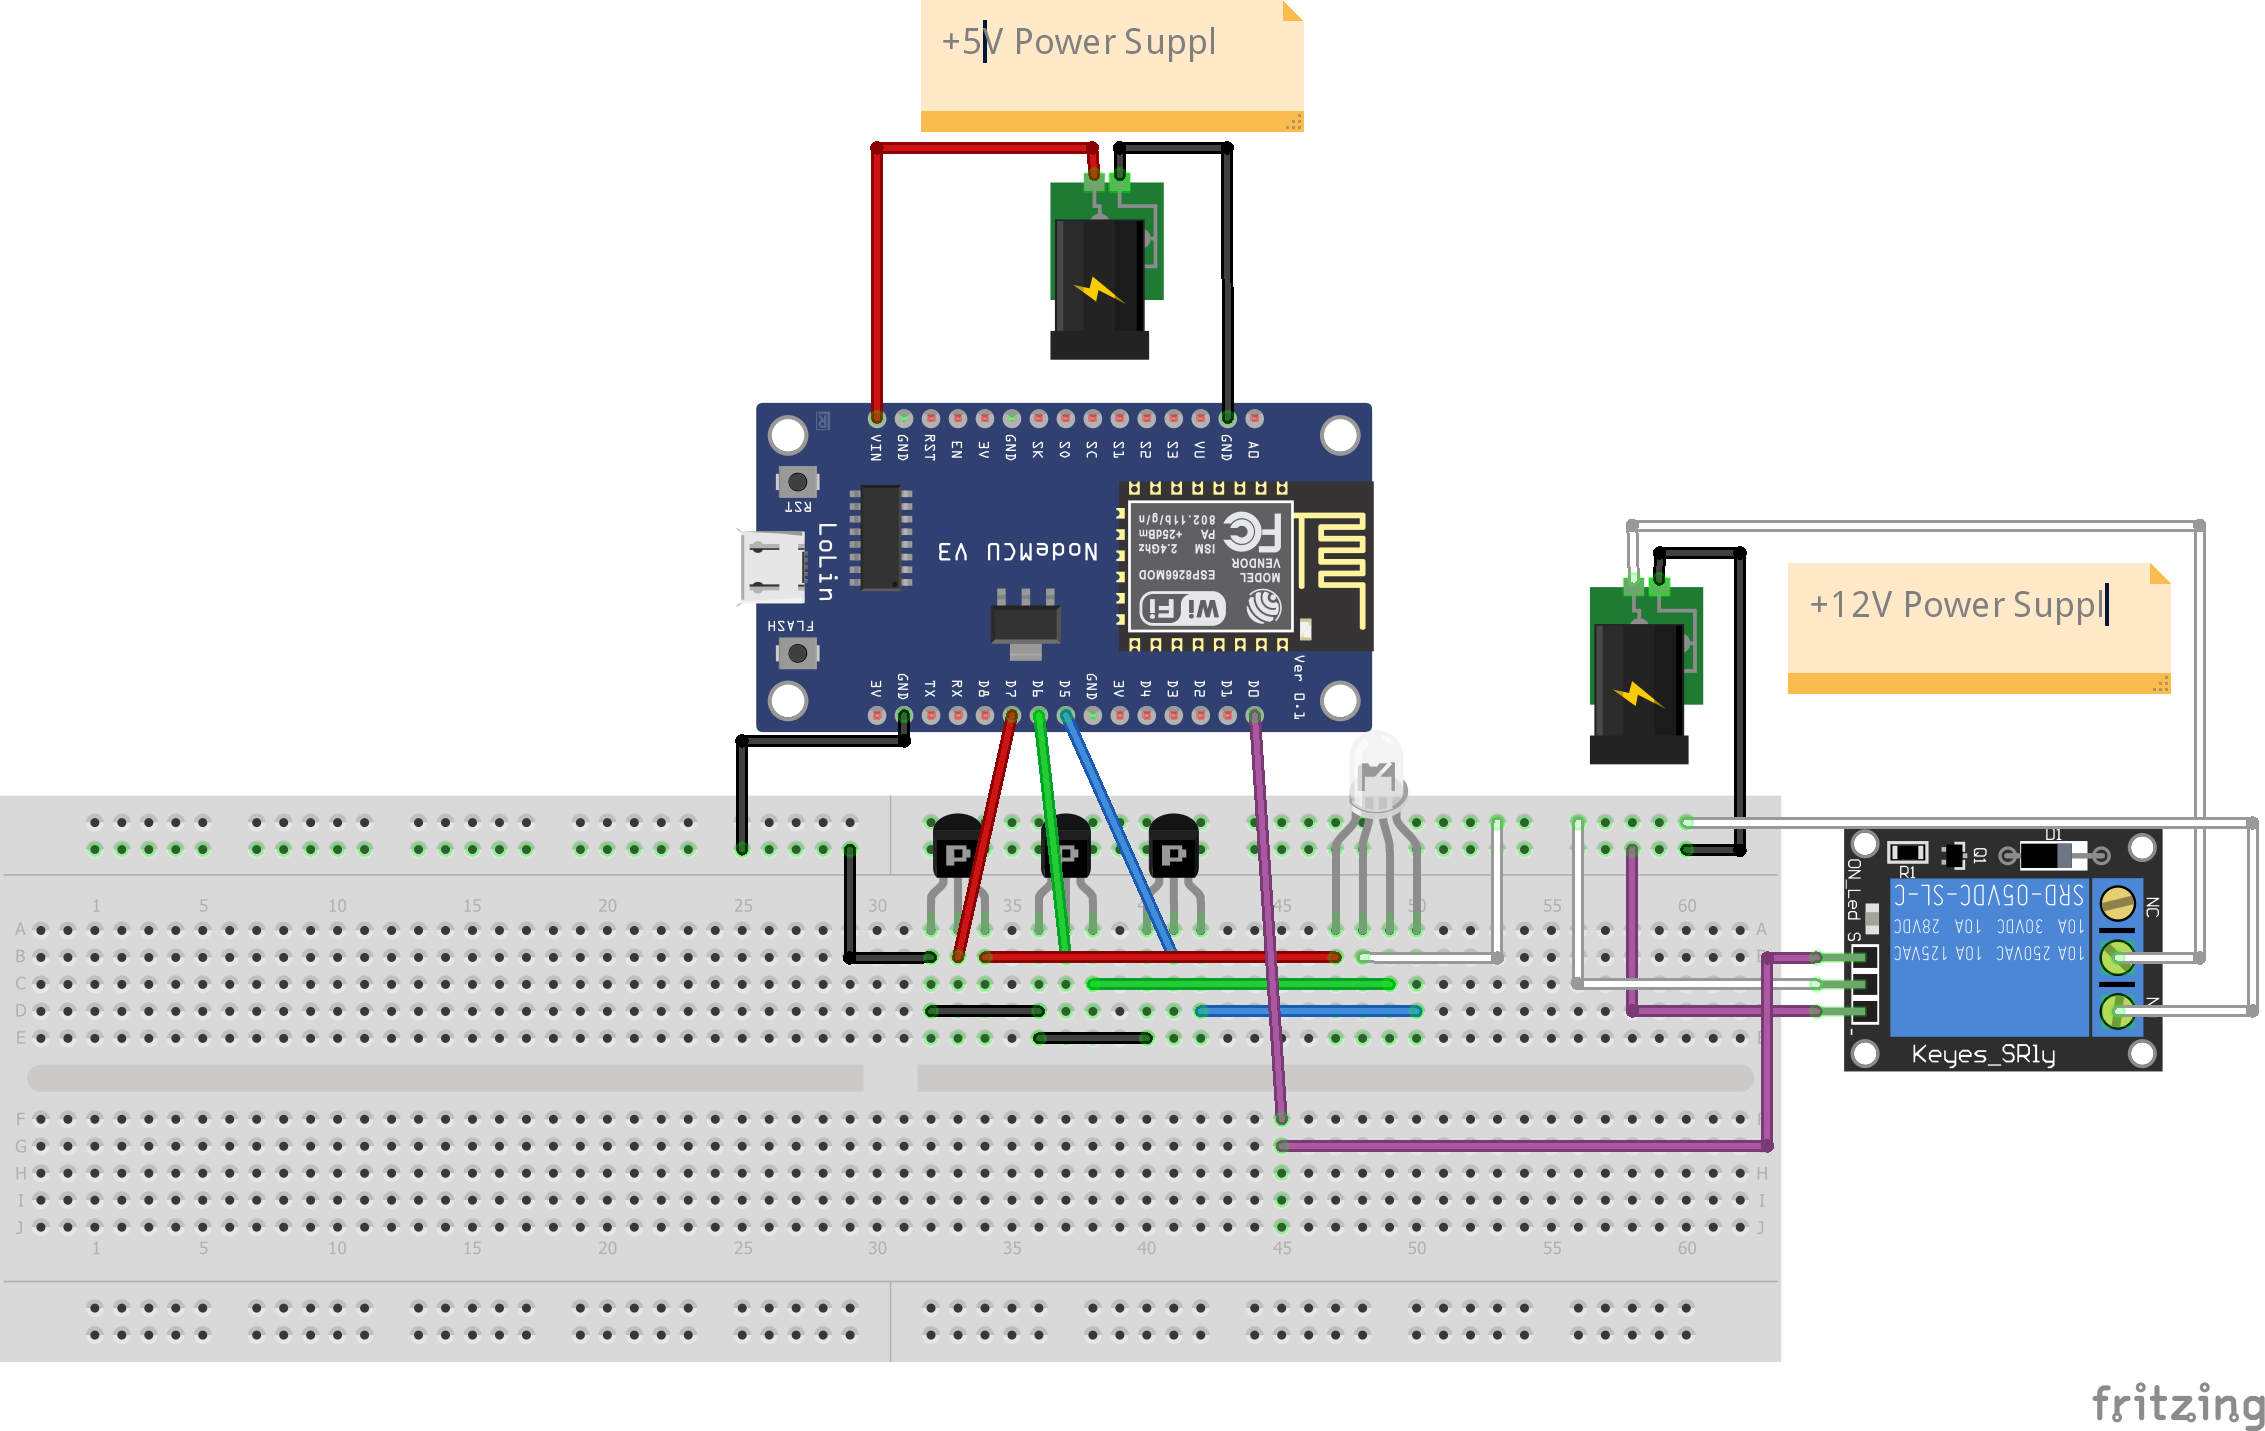 +5V Power Suppl
VIN GND RST EN 3V GND SK S0 SC S1 S2 S3 VU GND A0
RST
LoLin
NodeMCU V3
802.11b/g/n
PA +25dBm
ISM 2.4Ghz
FC
VENDOR
MODEL
ESP8266MOD
WiFi
FLASH
Ver 0.1
3V GND TX RX D8 D7 D6 D5 GND 3V D4 D3 D2 D1 D0
+12V Power Suppl
P P P
1 5 10 15 20 25 30 35 40 45 50 55 60
A A
B
C C
D D
E E
F F
G G
H H
I I
J J
1 5 10 15 20 25 30 35 40 45 50 55 60
ON_Led
R1
Q1
D1
SRD-05VDC-SL-C
10A 30VDC 10A 28VDC
10A 250VAC 10A 125VAC
NC
N
S
-
Keyes_SRly
fritzing